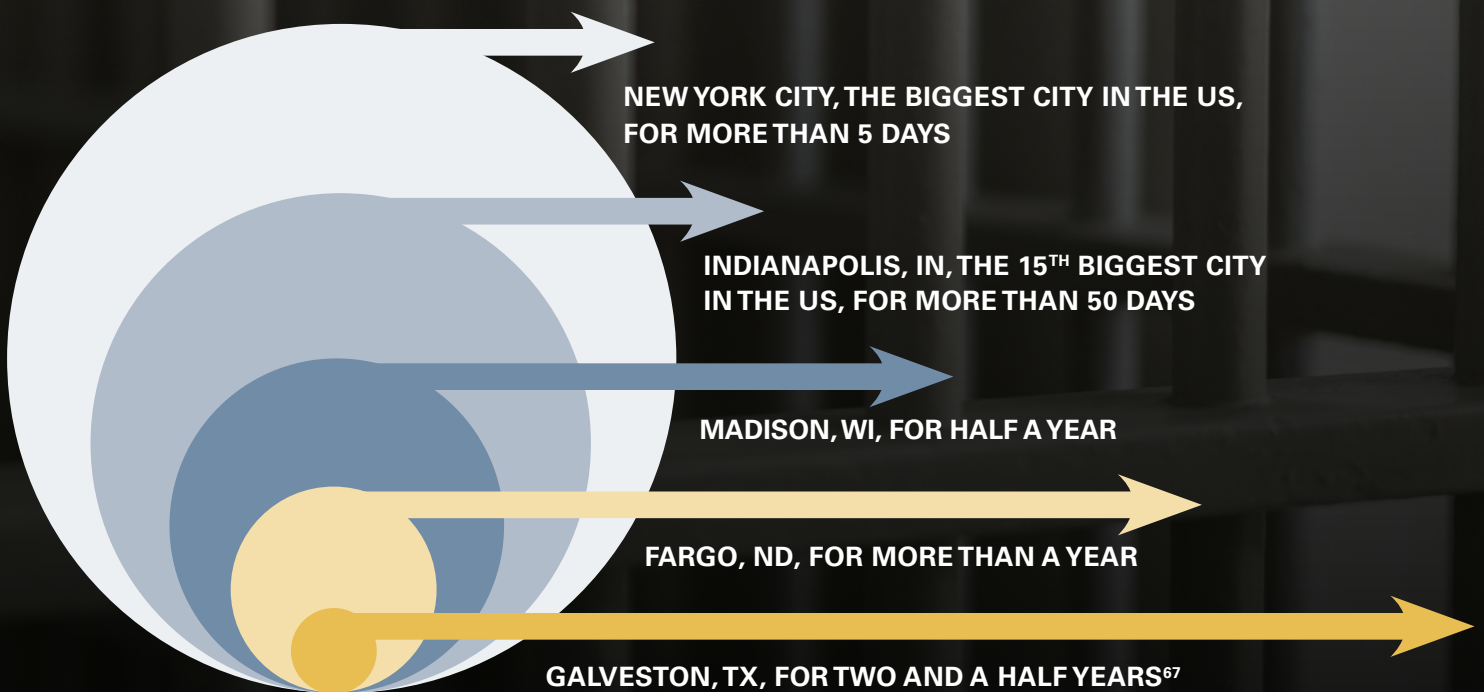 NEW YORK CITY, THE BIGGEST CITY IN THE US,
FOR MORE THAN 5 DAYS
INDIANAPOLIS, IN, THE 15TH BIGGEST CITY
IN THE US, FOR MORE THAN 50 DAYS
MADISON, WI, FOR HALF A YEAR
FARGO, ND, FOR MORE THAN A YEAR
GALVESTON, TX, FOR TWO AND A HALF YEARS67